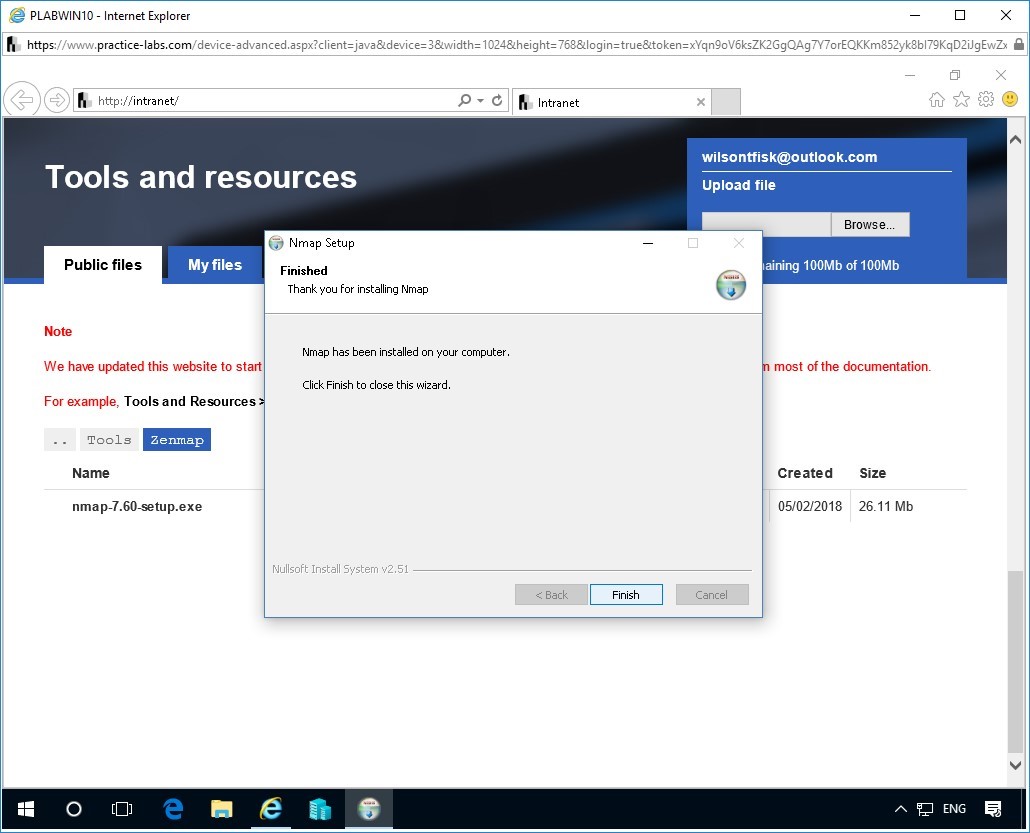 PLABWIN10 - Internet Explorer
https://www.practice-labs.com/device-advanced.aspx?client=java&device=3&width=1024&height=768&login=true&token=xYqn9oV6ksZK2GgQAg7Y7orEQKKm852yk8bl79KqD2iJgEwZx
http://intranet/
Intranet
Tools and resources
wilsontfisk@outlook.com
Upload file
Browse...
aining 100Mb of 100Mb
Public files
My files
Nmap Setup
Finished
Thank you for installing Nmap
Nmap has been installed on your computer.
Click Finish to close this wizard.
Nullsoft Install System v2.51
< Back
Finish
Cancel
Note
We have updated this website to start
most of the documentation.
For example, Tools and Resources >
..
Tools
Zenmap
Name
Created
Size
nmap-7.60-setup.exe
05/02/2018
26.11 Mb
ENG